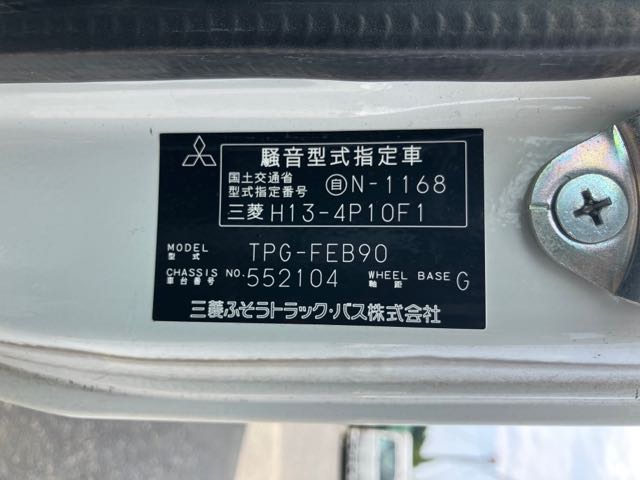 騒音型式指定車
国土交通省
型式指定番号 自N-1168
三菱 H13-4P10F1
MODEL
型式 TPG-FEB90
CHASSIS NO. 552104 WHEEL BASE G
車台番号 軸距
三菱ふそうトラック・バス株式会社